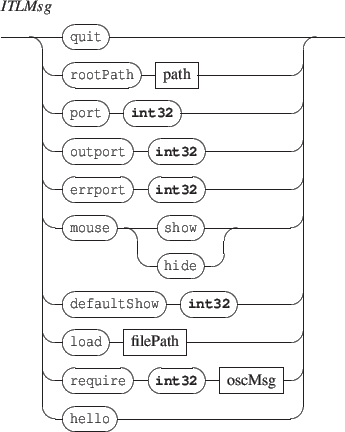 ITLMsg
quit
rootPath path
port int32
outport int32
errport int32
mouse show
hide
defaultShow int32
load filePath
require int32 oscMsg
hello